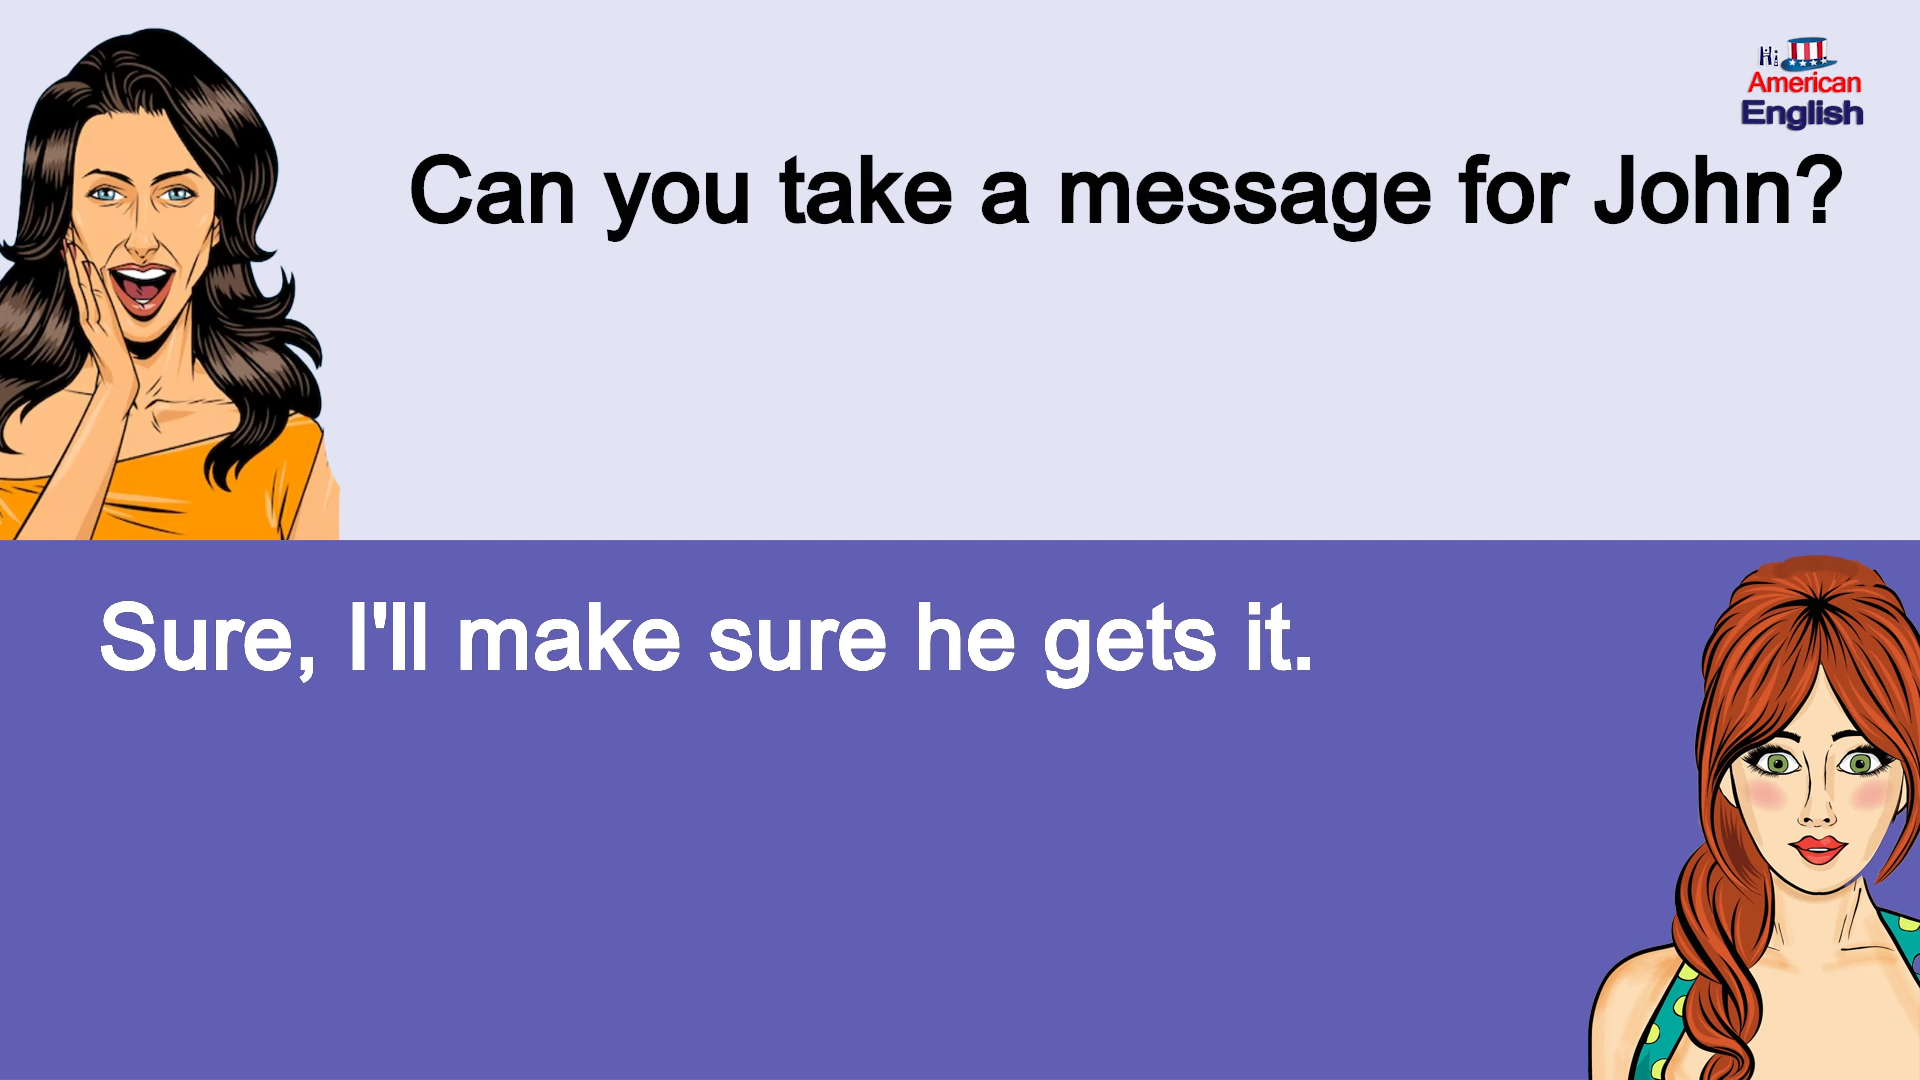 Hi
American
English
Can you take a message for John?
Sure, I'll make sure he gets it.